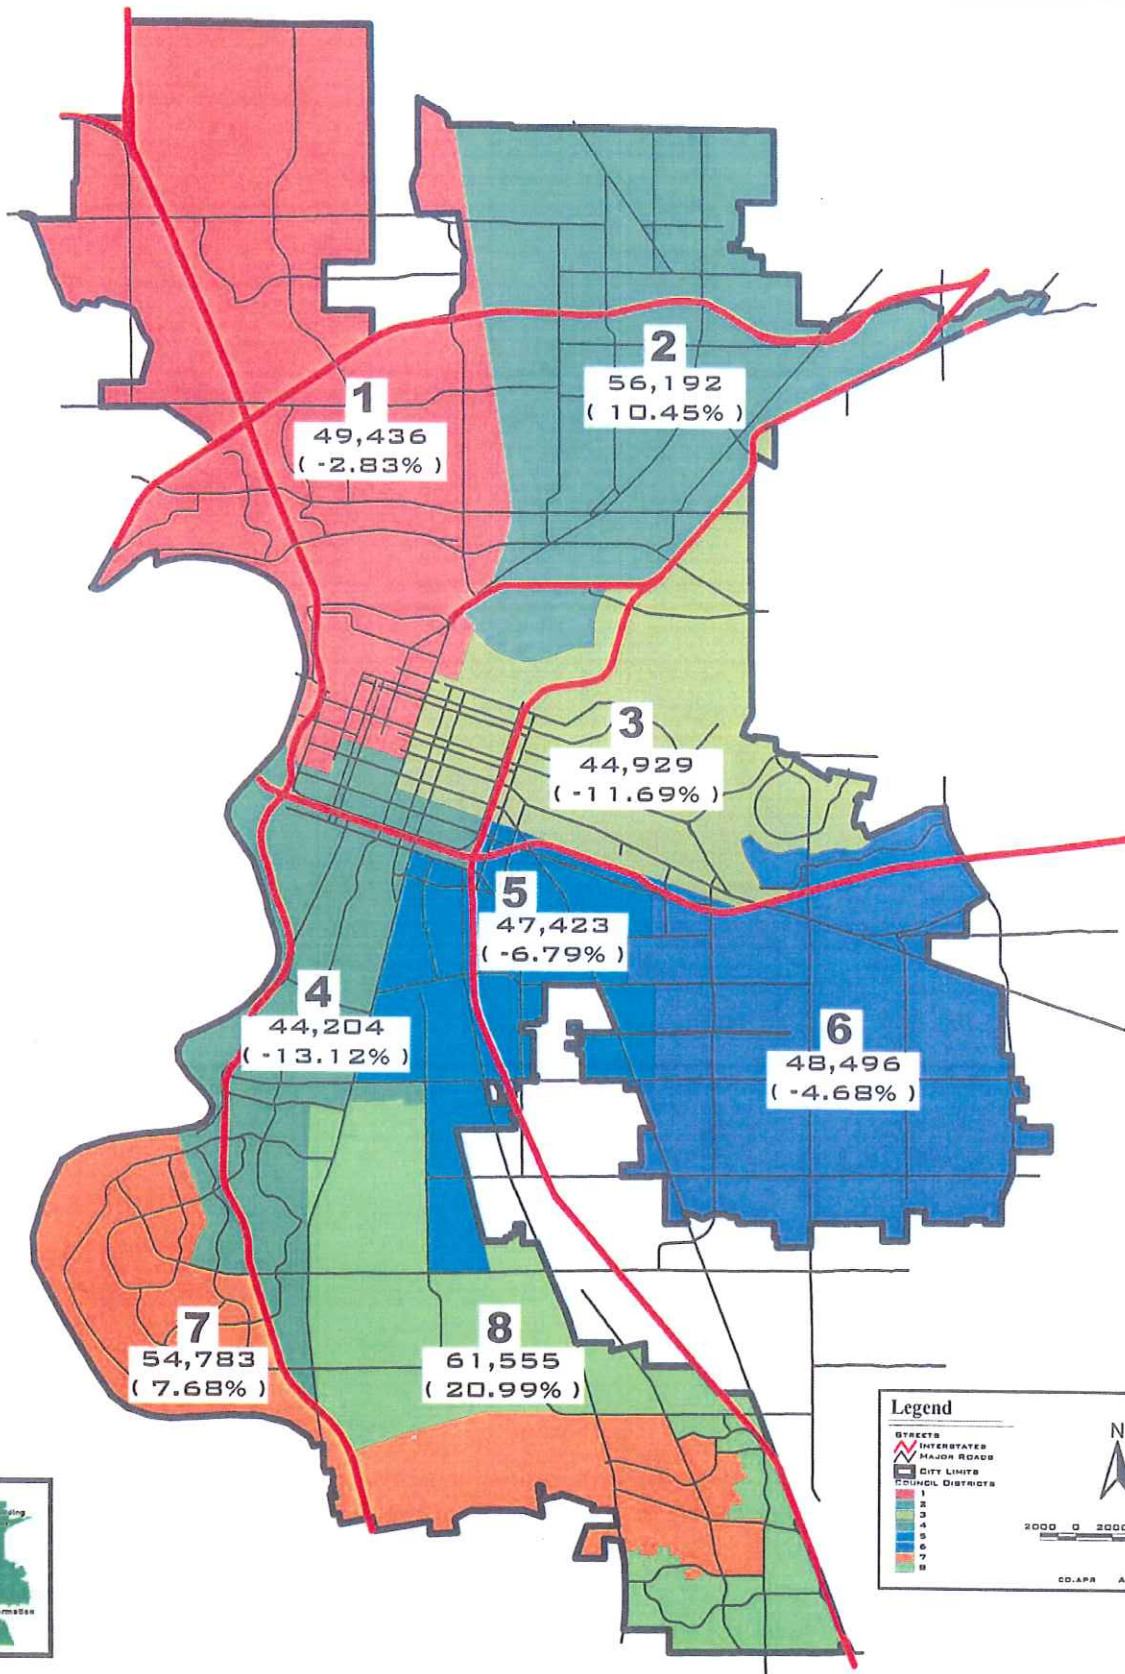 1
49,436
( -2.83% )
2
56,192
( 10.45% )
3
44,929
( -11.69% )
5
47,423
( -6.79% )
4
44,204
( -13.12% )
6
48,496
( -4.68% )
7
54,783
( 7.68% )
8
61,555
( 20.99% )
Legend
STREETS
INTERSTATES
MAJOR ROADS
CITY LIMITS
COUNCIL DISTRICTS
1
2
3
4
5
6
7
8
N
2000 0 2000
CD.APR A